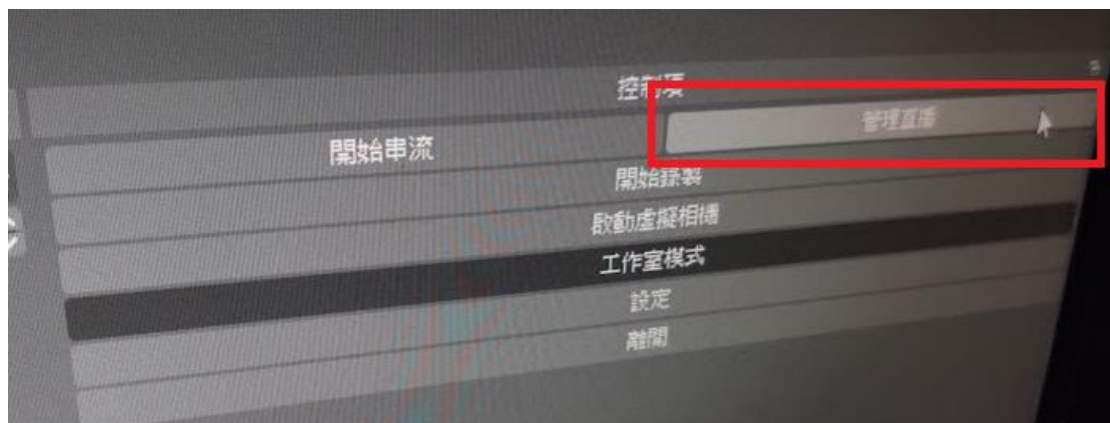 控制項
開始串流
管理直播
開始錄製
啟動虛擬相機
工作室模式
設定
離開